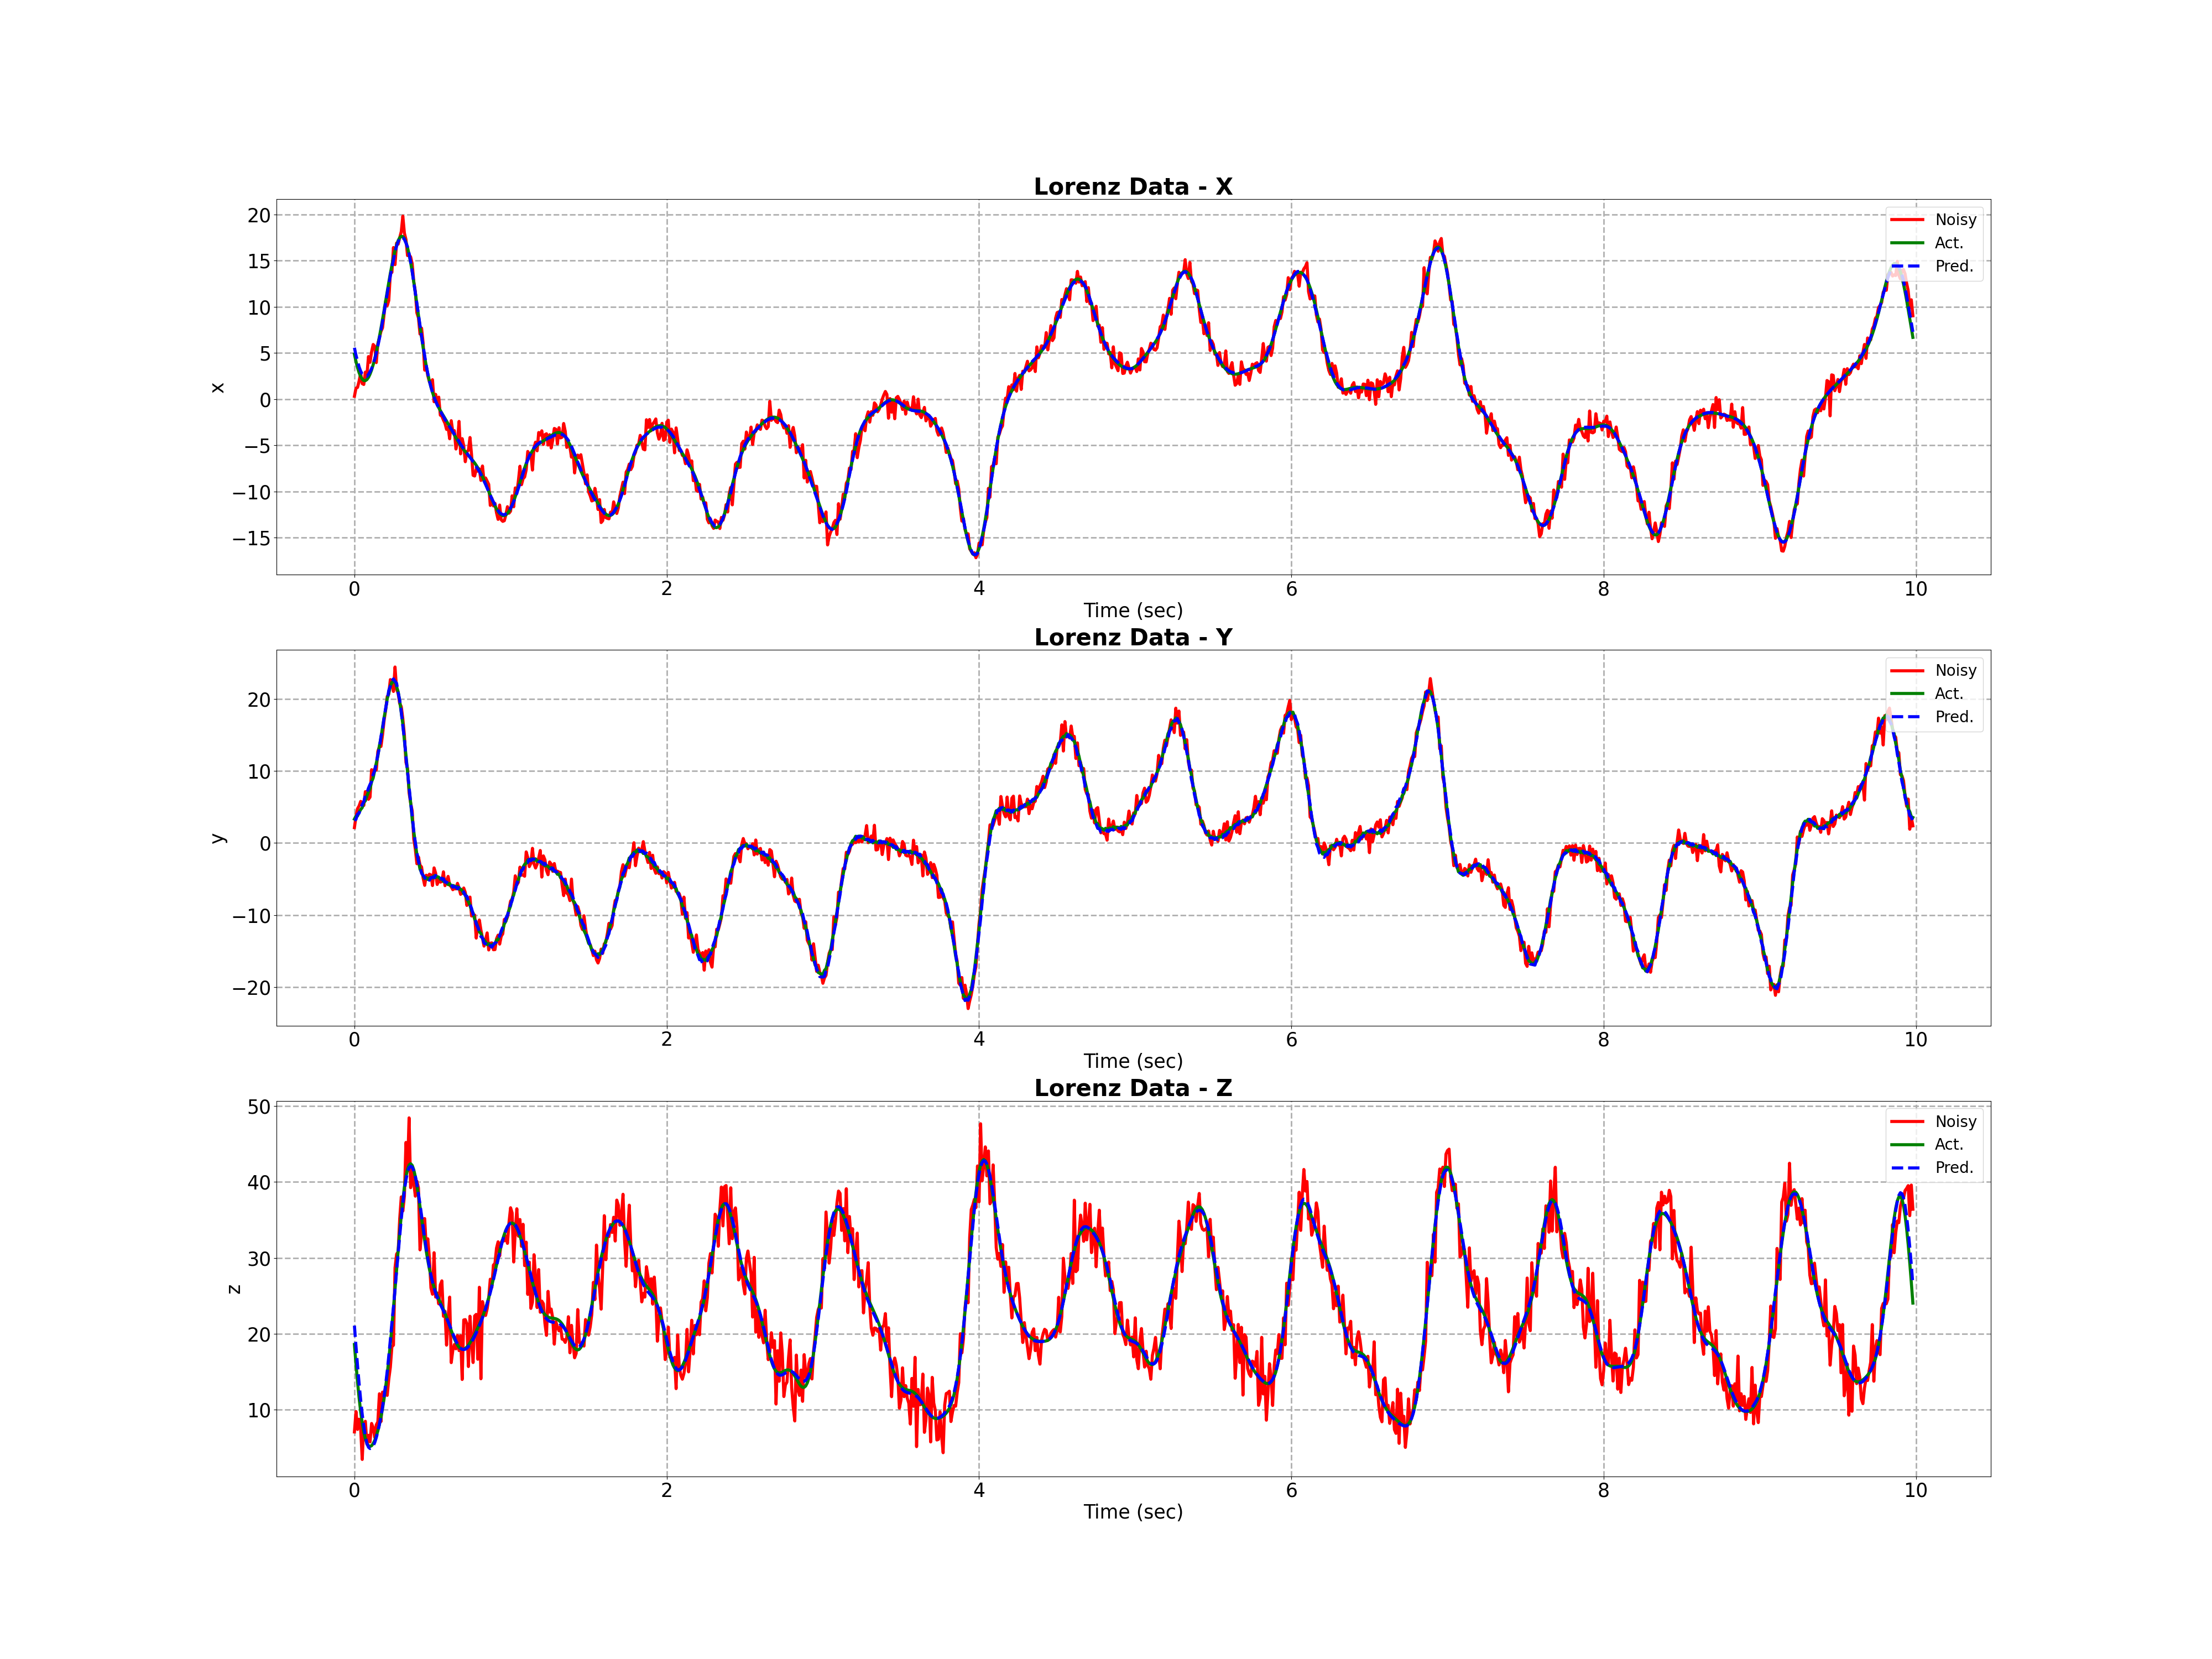 Lorenz Data - X
20
15
10
5
0
−5
−10
−15
x
Noisy
Act.
Pred.
0 2 4 6 8 10
Time (sec)
Lorenz Data - Y
20
10
0
−10
−20
y
Noisy
Act.
Pred.
0 2 4 6 8 10
Time (sec)
Lorenz Data - Z
50
40
30
20
10
z
Noisy
Act.
Pred.
0 2 4 6 8 10
Time (sec)